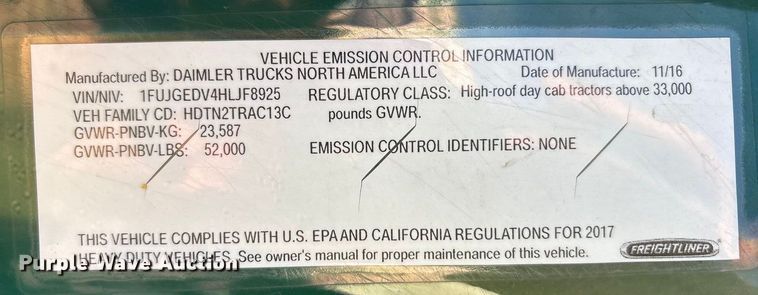 VEHICLE EMISSION CONTROL INFORMATION
Manufactured By: DAIMLER TRUCKS NORTH AMERICA LLC Date of Manufacture: 11/16
VIN/NIV: 1FUJGEDV4HLJF8925 REGULATORY CLASS: High-roof day cab tractors above 33,000
VEH FAMILY CD: HDTN2TRAC13C pounds GVWR.
GVWR-PNBV-KG: 23,587
GVWR-PNBV-LBS: 52,000 EMISSION CONTROL IDENTIFIERS: NONE
THIS VEHICLE COMPLIES WITH U.S. EPA AND CALIFORNIA REGULATIONS FOR 2017
HEAVY-DUTY VEHICLES. See owner's manual for proper maintenance of this vehicle.
FREIGHTLINER
Purple Wave Auction